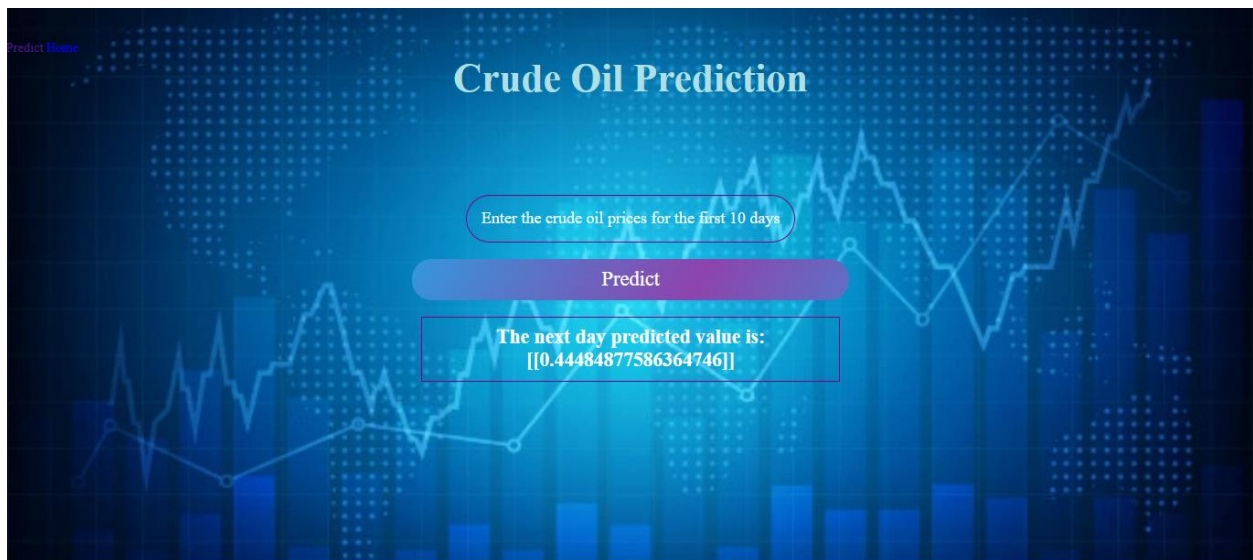 Predict Home
Crude Oil Prediction
Enter the crude oil prices for the first 10 days
Predict
The next day predicted value is:
[[0.44484877586364746]]